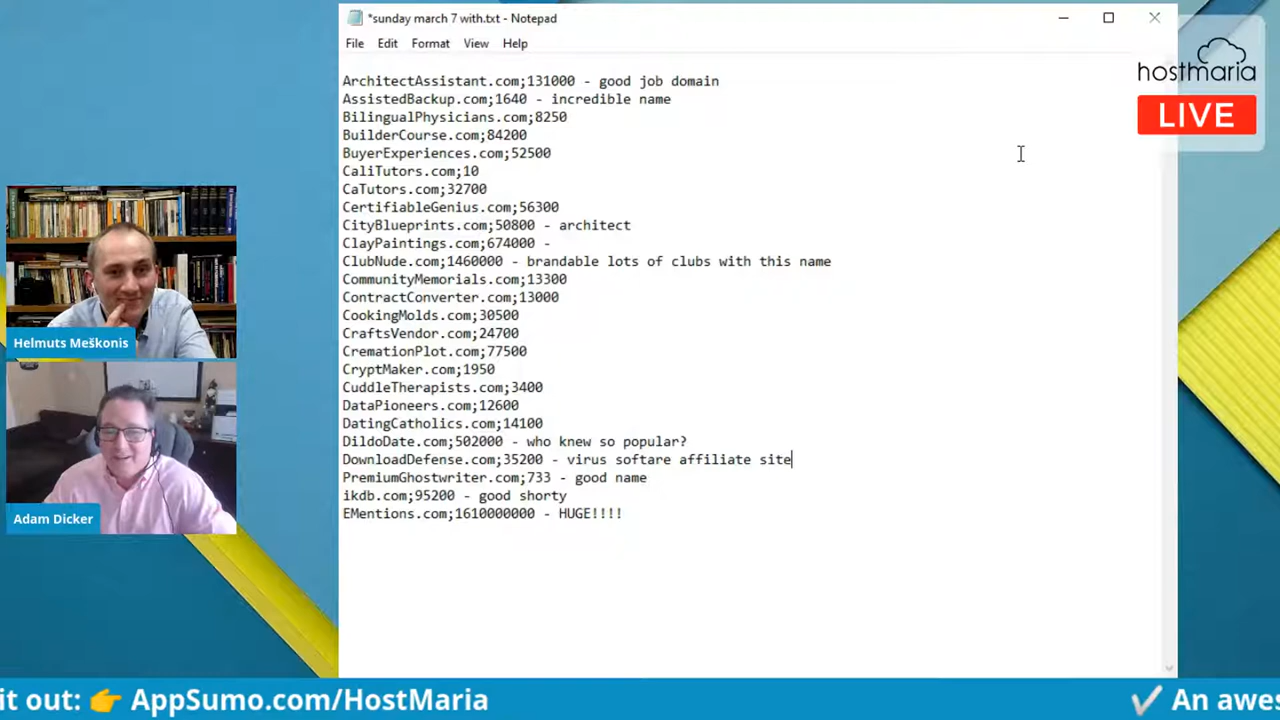 *sunday march 7 with.txt - Notepad
File Edit Format View Help
ArchitectAssistant.com;131000 - good job domain
AssistedBackup.com;1640 - incredible name
BilingualPhysicians.com;8250
BuilderCourse.com;84200
BuyerExperiences.com;52500
CaliTutors.com;10
CaTutors.com;32700
CertifiableGenius.com;56300
CityBlueprints.com;50800 - architect
ClayPaintings.com;674000 -
ClubNude.com;1460000 - brandable lots of clubs with this name
CommunityMemorials.com;13300
ContractConverter.com;13000
CookingMolds.com;30500
CraftsVendor.com;24700
CremationPlot.com;77500
CryptMaker.com;1950
CuddleTherapists.com;3400
DataPioneers.com;12600
DatingCatholics.com;14100
DildoDate.com;502000 - who knew so popular?
DownloadDefense.com;35200 - virus softare affiliate site
PremiumGhostwriter.com;733 - good name
ikdb.com;95200 - good shorty
EMentions.com;1610000000 - HUGE!!!!
hostmaria
LIVE
Helmuts Meškonis
Adam Dicker
it out: 👉 AppSumo.com/HostMaria
✓ An awes